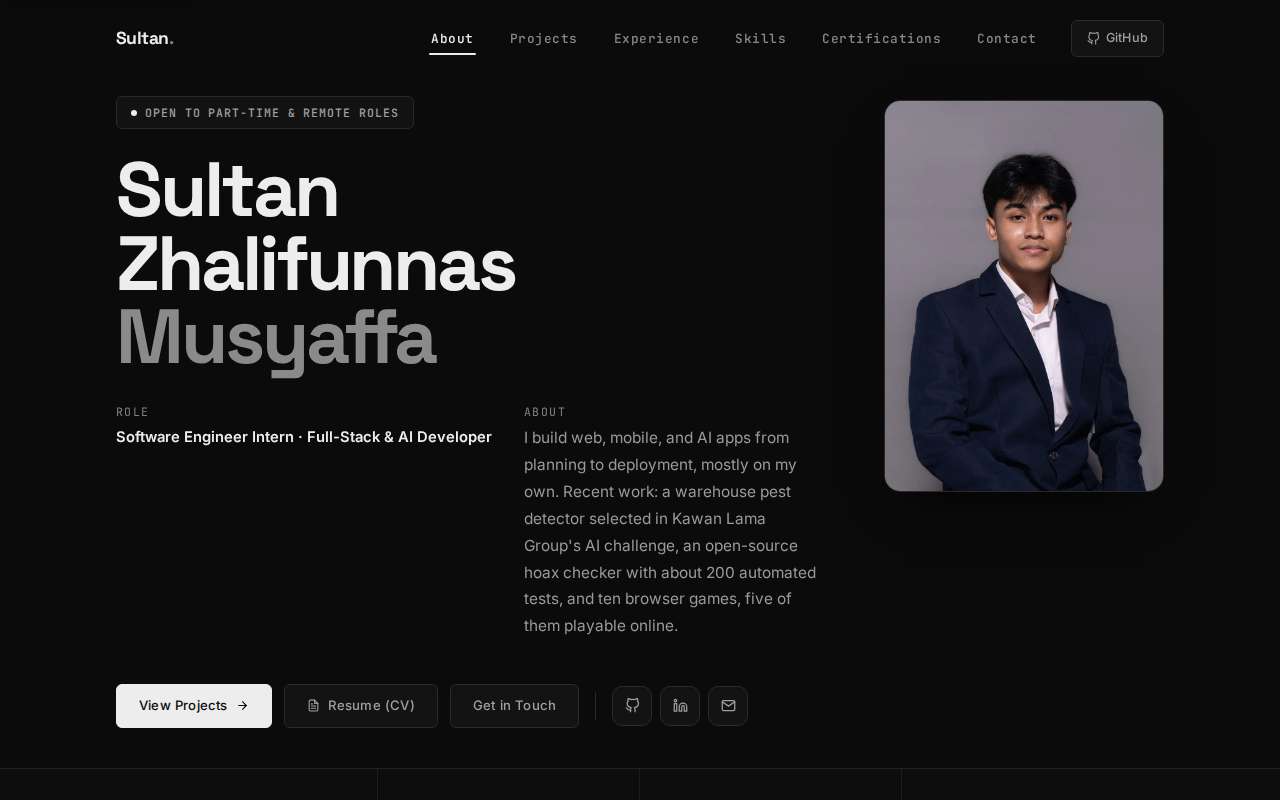 Sultan.
About
Projects
Experience
Skills
Certifications
Contact
GitHub
OPEN TO PART-TIME & REMOTE ROLES
Sultan
Zhalifunnas
Musyaffa
ROLE
Software Engineer Intern · Full-Stack & AI Developer
ABOUT
I build web, mobile, and AI apps from
planning to deployment, mostly on my
own. Recent work: a warehouse pest
detector selected in Kawan Lama
Group's AI challenge, an open-source
hoax checker with about 200 automated
tests, and ten browser games, five of
them playable online.
View Projects →
Resume (CV)
Get in Touch